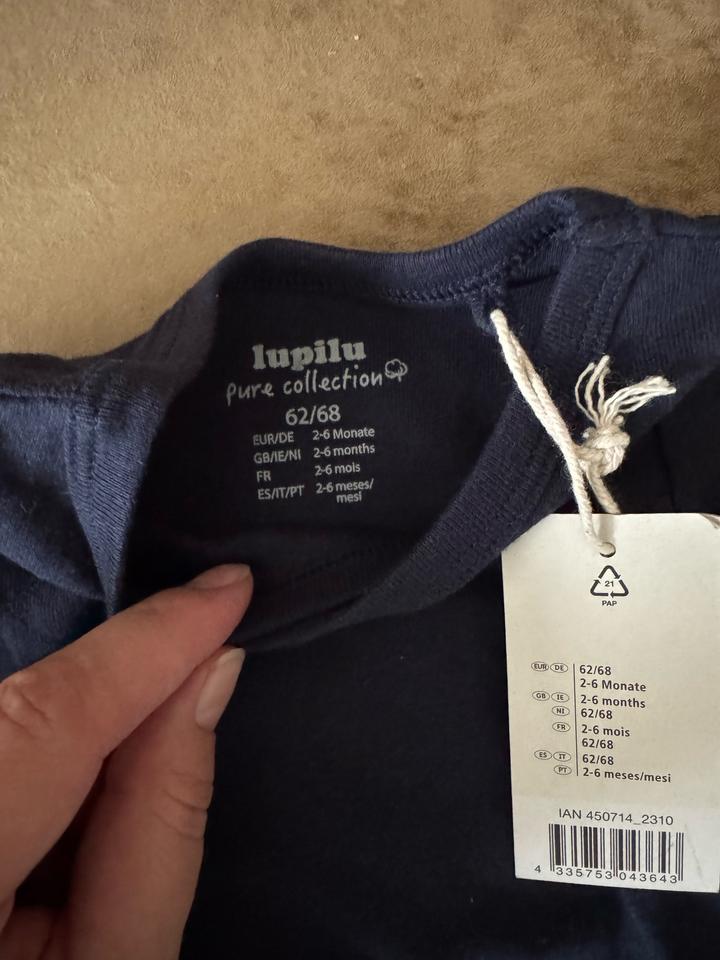 lupilu
pure collection
62/68
EUR/DE 2-6 Monate
GB/IE/NI 2-6 months
FR 2-6 mois
ES/IT/PT 2-6 meses/
mesi
21
PAP
EUR DE 62/68
2-6 Monate
GB IE 2-6 months
NI 62/68
FR 2-6 mois
62/68
ES IT 62/68
PT 2-6 meses/mesi
IAN 450714_2310
4 335753 043643